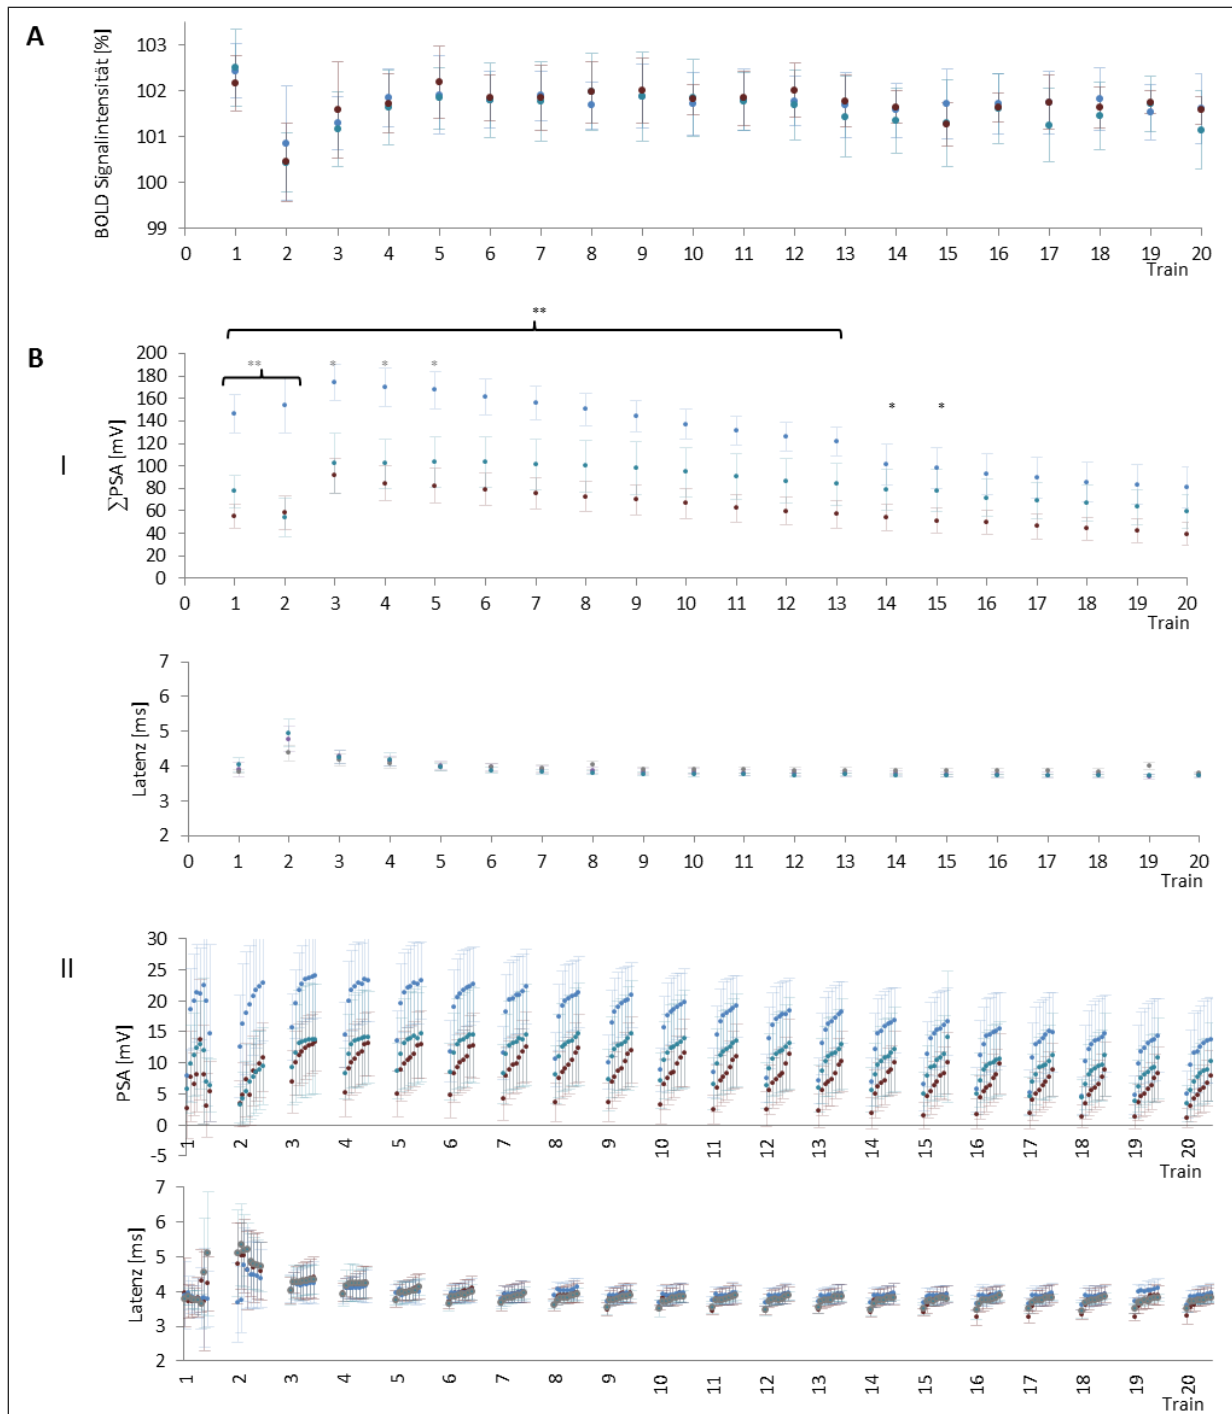 A
BOLD Signalintensität [%]
103
102
101
100
99
0 1 2 3 4 5 6 7 8 9 10 11 12 13 14 15 16 17 18 19 20
Train
B
I
**
** * * *
* *
∑PSA [mV]
200
180
160
140
120
100
80
60
40
20
0
0 1 2 3 4 5 6 7 8 9 10 11 12 13 14 15 16 17 18 19 20
Train
Latenz [ms]
7
6
5
4
3
2
0 1 2 3 4 5 6 7 8 9 10 11 12 13 14 15 16 17 18 19 20
Train
II
PSA [mV]
30
25
20
15
10
5
0
-5
1 2 3 4 5 6 7 8 9 10 11 12 13 14 15 16 17 18 19 20
Train
Latenz [ms]
7
6
5
4
3
2
1 2 3 4 5 6 7 8 9 10 11 12 13 14 15 16 17 18 19 20
Train